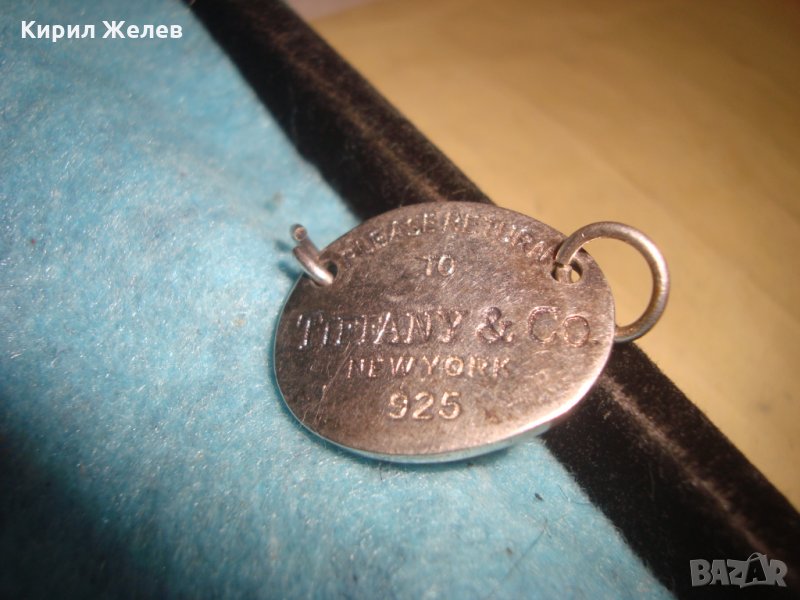 Кирил Желев
PLEASE RETURN
TO
TIFFANY & CO.
NEW YORK
925
BAZAR